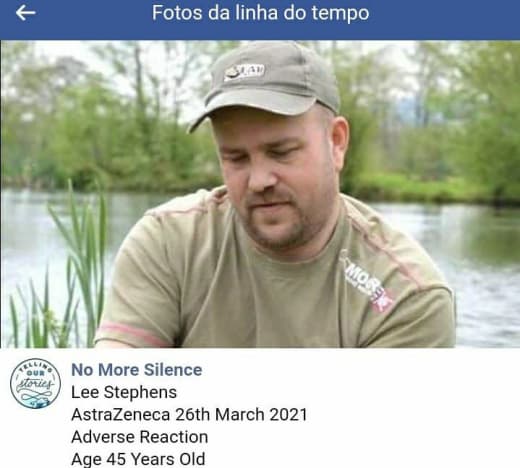 Fotos da linha do tempo
MORE
TELLING
OUR
stories
No More Silence
Lee Stephens
AstraZeneca 26th March 2021
Adverse Reaction
Age 45 Years Old